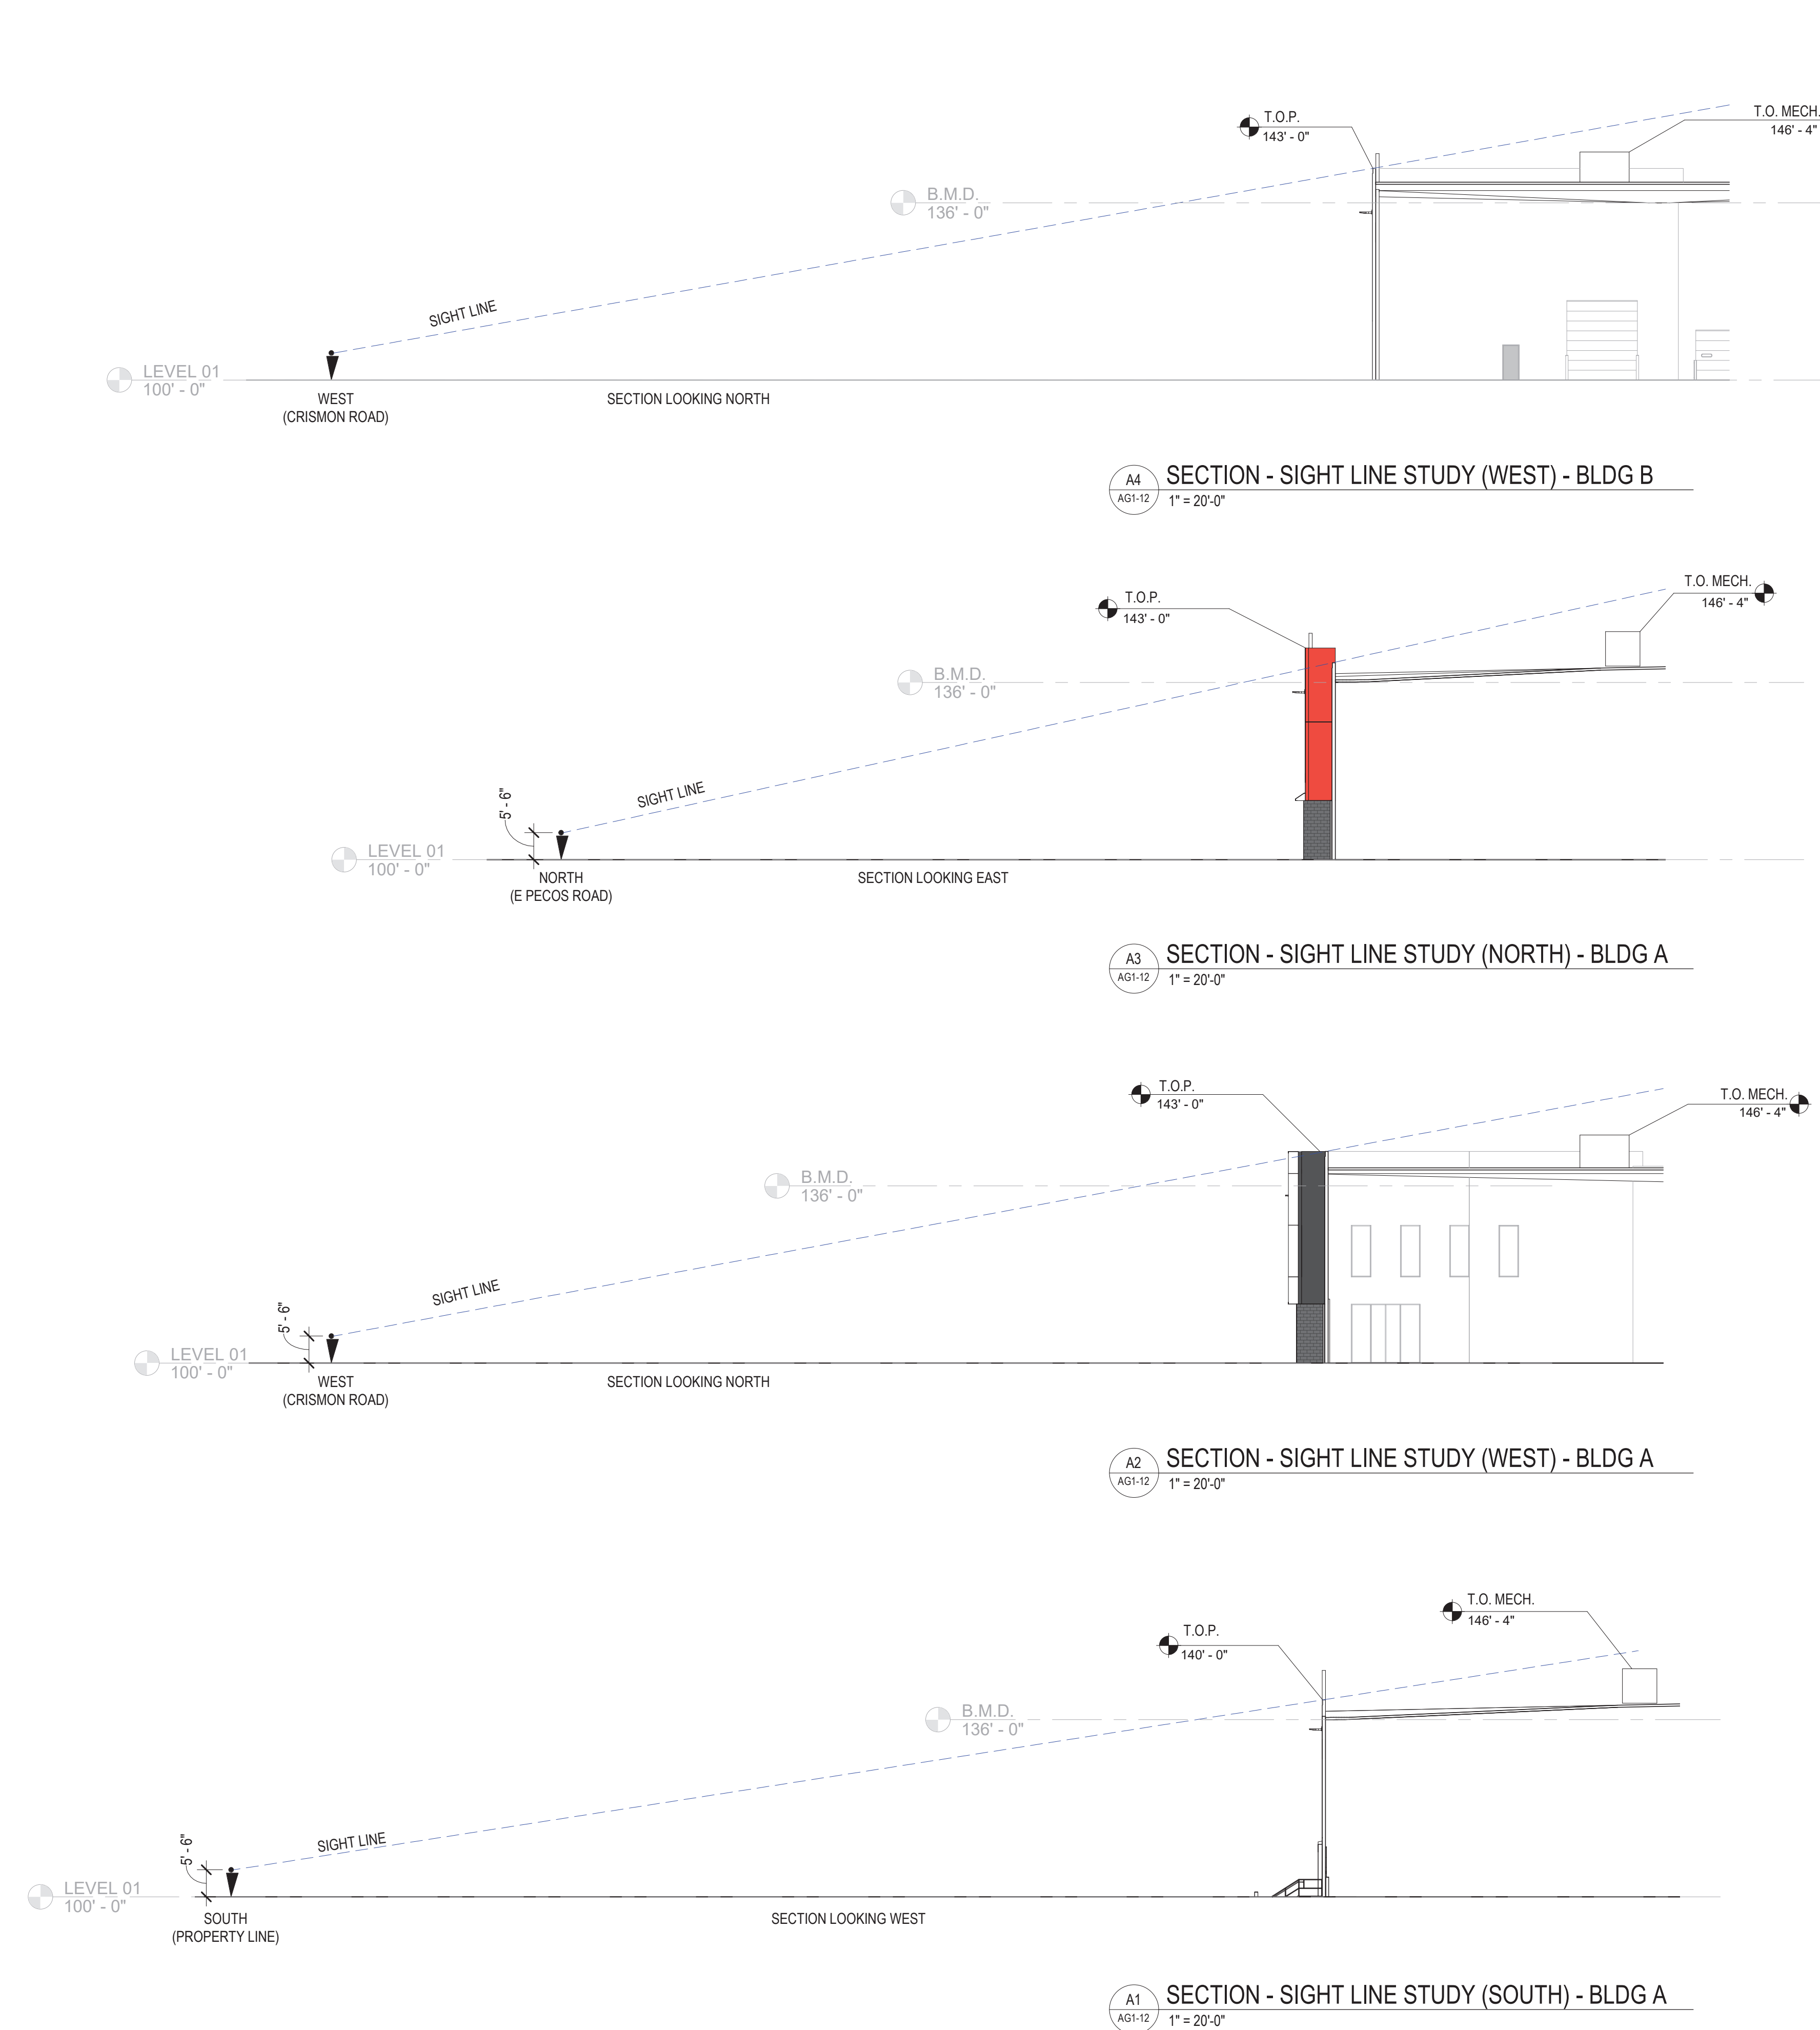 T.O.P.
143' - 0"
T.O. MECH.
146' - 4"
B.M.D.
136' - 0"
SIGHT LINE
LEVEL 01
100' - 0"
WEST
(CRISMON ROAD)
SECTION LOOKING NORTH
A4
AG1-12
SECTION - SIGHT LINE STUDY (WEST) - BLDG B
1" = 20'-0"
T.O.P.
143' - 0"
T.O. MECH.
146' - 4"
B.M.D.
136' - 0"
SIGHT LINE
5' - 6"
LEVEL 01
100' - 0"
NORTH
(E PECOS ROAD)
SECTION LOOKING EAST
A3
AG1-12
SECTION - SIGHT LINE STUDY (NORTH) - BLDG A
1" = 20'-0"
T.O.P.
143' - 0"
T.O. MECH.
146' - 4"
B.M.D.
136' - 0"
SIGHT LINE
5' - 6"
LEVEL 01
100' - 0"
WEST
(CRISMON ROAD)
SECTION LOOKING NORTH
A2
AG1-12
SECTION - SIGHT LINE STUDY (WEST) - BLDG A
1" = 20'-0"
T.O. MECH.
146' - 4"
T.O.P.
140' - 0"
B.M.D.
136' - 0"
SIGHT LINE
5' - 6"
LEVEL 01
100' - 0"
SOUTH
(PROPERTY LINE)
SECTION LOOKING WEST
A1
AG1-12
SECTION - SIGHT LINE STUDY (SOUTH) - BLDG A
1" = 20'-0"